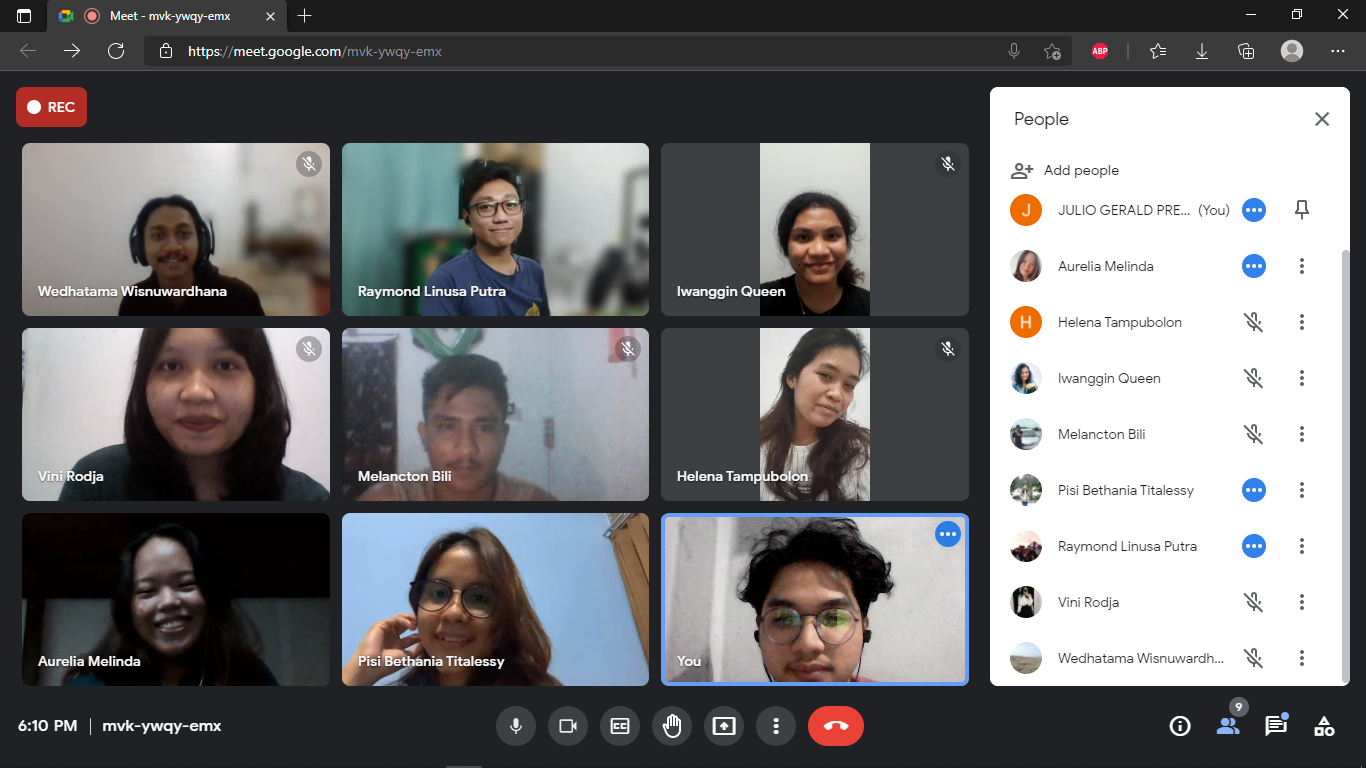 Meet - mvk-ywqy-emx
https://meet.google.com/mvk-ywqy-emx
ABP
REC
Wedhatama Wisnuwardhana
Raymond Linusa Putra
Iwanggin Queen
Vini Rodja
Melancton Bili
Helena Tampubolon
Aurelia Melinda
Pisi Bethania Titalessy
You
People
Add people
J
JULIO GERALD PRE... (You)
Aurelia Melinda
H
Helena Tampubolon
Iwanggin Queen
Melancton Bili
Pisi Bethania Titalessy
Raymond Linusa Putra
Vini Rodja
Wedhatama Wisnuwardh...
6:10 PM | mvk-ywqy-emx
CC
9